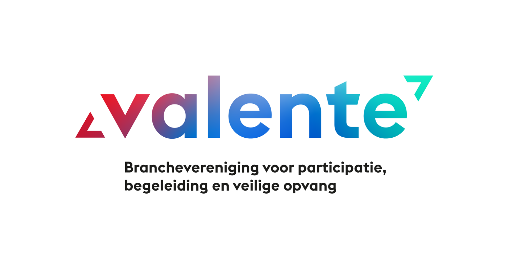 valente
Branchevereniging voor participatie,
begeleiding en veilige opvang